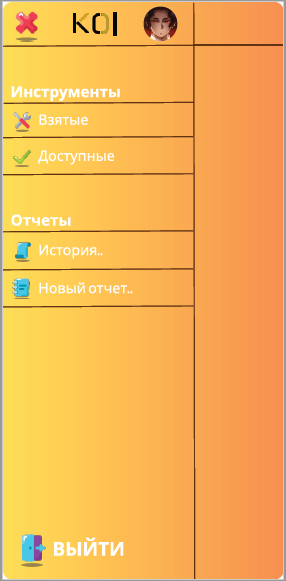 KOI
Инструменты
Взятые
Доступные
Отчеты
История..
Новый отчет..
ВЫЙТИ